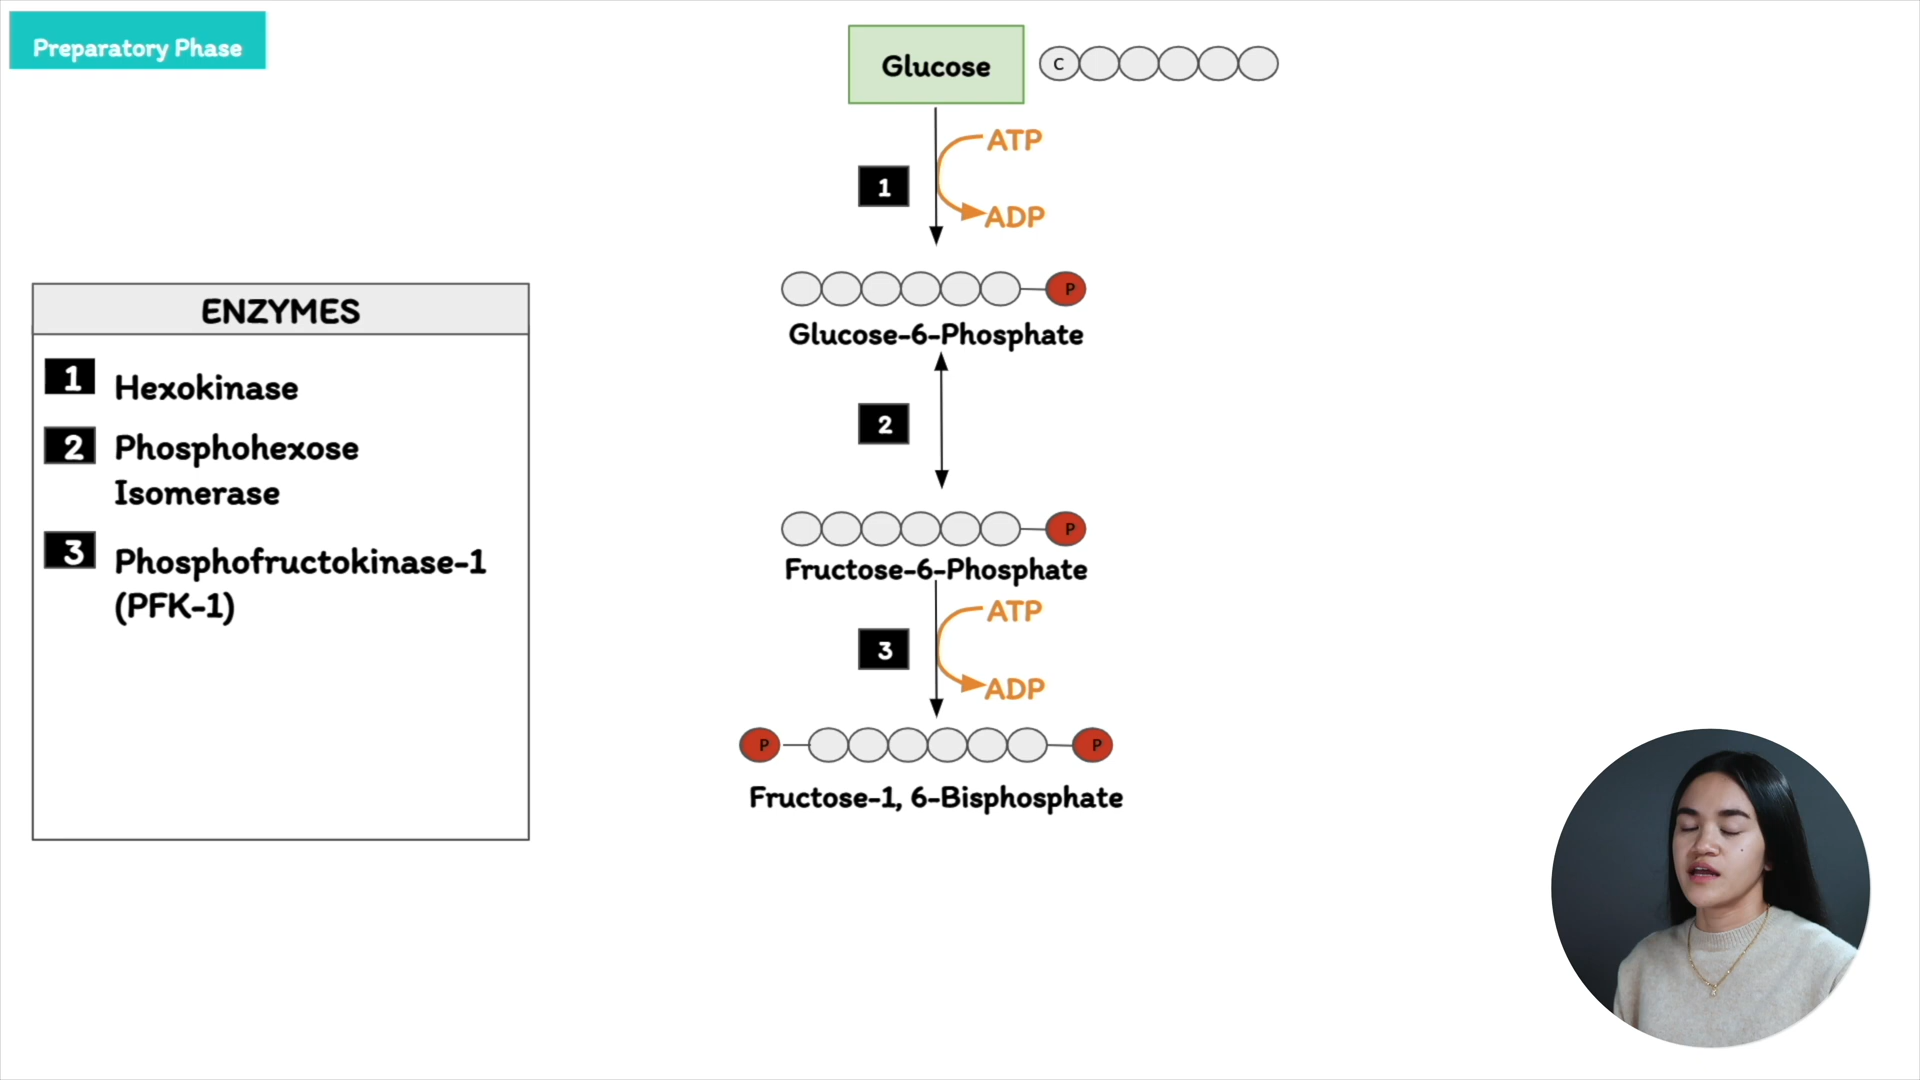 Preparatory Phase
Glucose
C
ATP
1
ADP
P
Glucose-6-Phosphate
2
P
Fructose-6-Phosphate
ATP
3
ADP
P
P
Fructose-1, 6-Bisphosphate
ENZYMES
1 Hexokinase
2 Phosphohexose
Isomerase
3 Phosphofructokinase-1
(PFK-1)